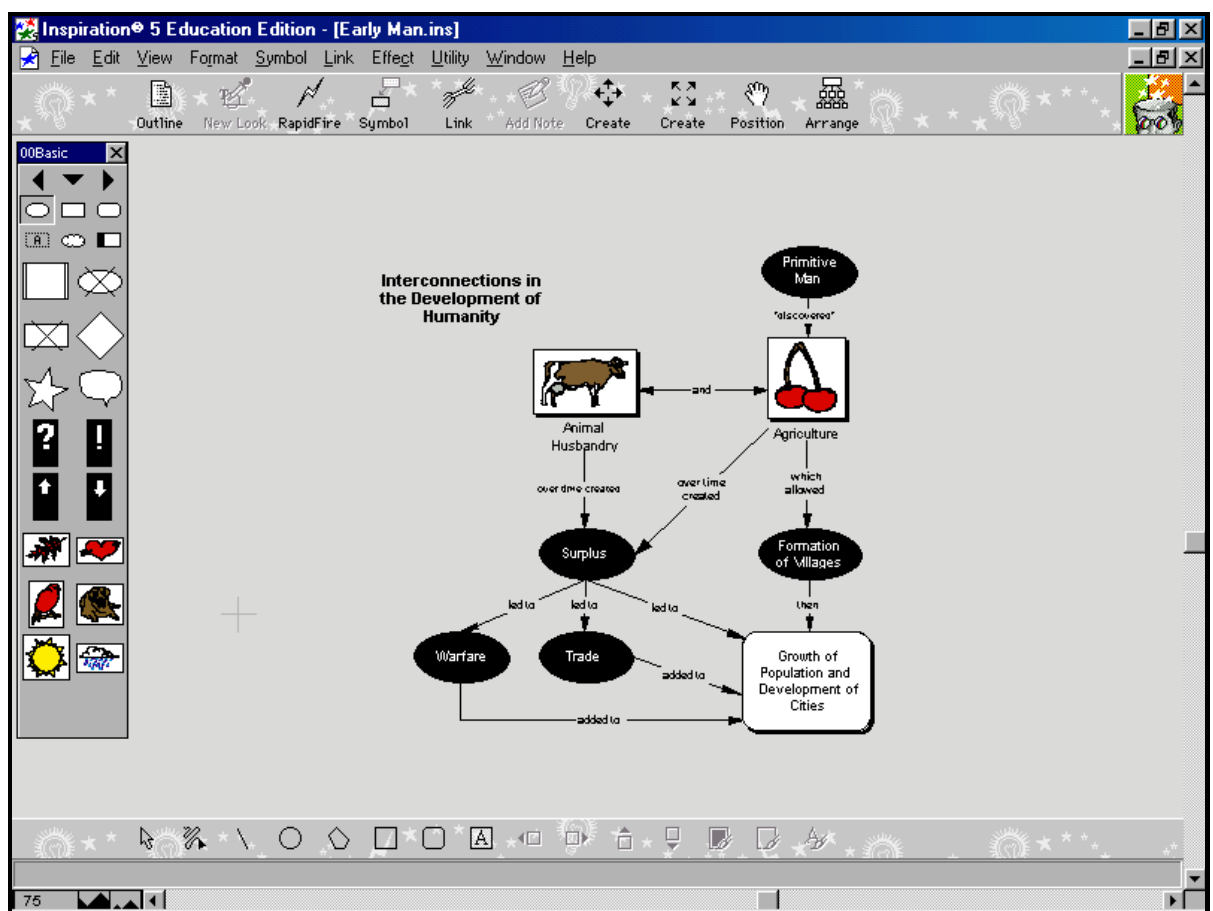 Inspiration® 5 Education Edition - [Early Man.ins]
File Edit View Format Symbol Link Effect Utility Window Help
Outline New Look RapidFire Symbol Link Add Note Create Create Position Arrange
00Basic
A
?
!
Interconnections in
the Development of
Humanity
Primitive
Man
"discovered"
and
Animal
Husbandry
Agriculture
over time created
over time
created
which
allowed
Surplus
Formation
of Villages
led to
led to
led to
then
Warfare
Trade
Growth of
Population and
Development of
Cities
added to
added to
A
75